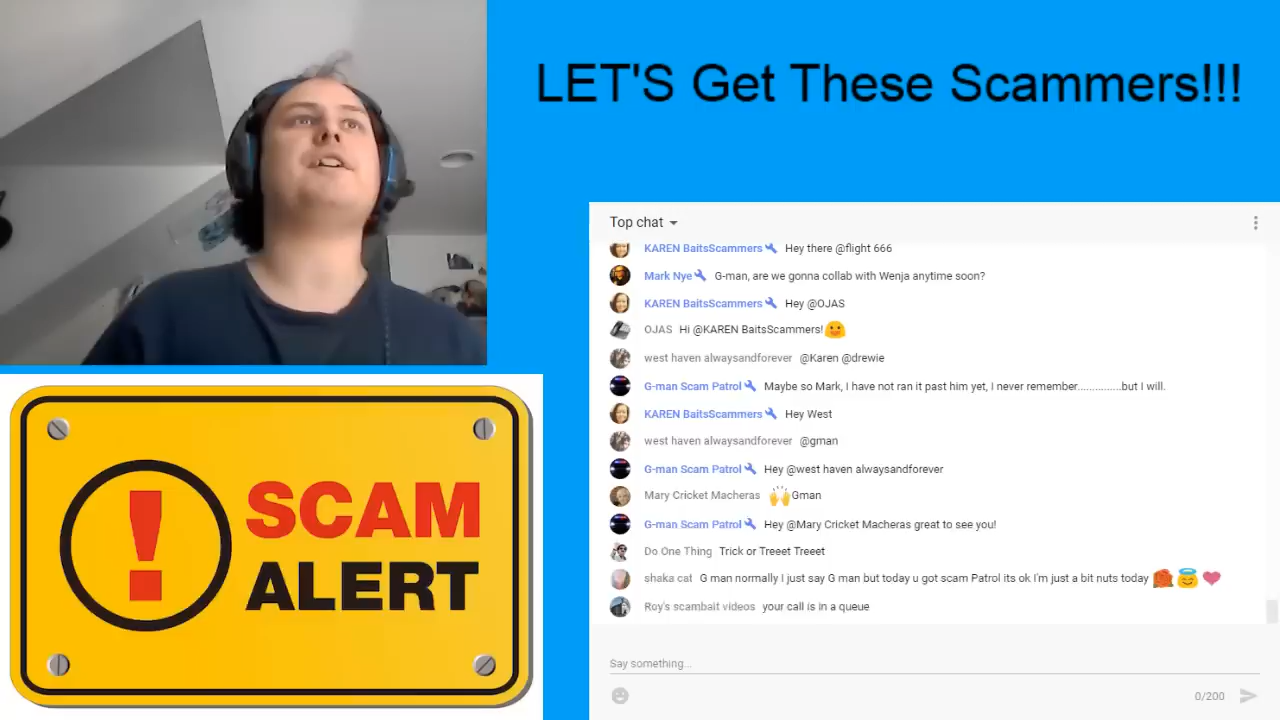 LET'S Get These Scammers!!!
Top chat
KAREN BaitsScammers Hey there @flight 666
Mark Nye G-man, are we gonna collab with Wenja anytime soon?
KAREN BaitsScammers Hey @OJAS
OJAS Hi @KAREN BaitsScammers!
west haven alwaysandforever @Karen @drewie
G-man Scam Patrol Maybe so Mark, I have not ran it past him yet, I never remember...............but I will.
KAREN BaitsScammers Hey West
west haven alwaysandforever @gman
G-man Scam Patrol Hey @west haven alwaysandforever
Mary Cricket Macheras 🙌Gman
G-man Scam Patrol Hey @Mary Cricket Macheras great to see you!
Do One Thing Trick or Treeet Treeet
shaka cat G man normally I just say G man but today u got scam Patrol its ok I'm just a bit nuts today
Roy's scambait videos your call is in a queue
Say something...
0/200
! SCAM
ALERT